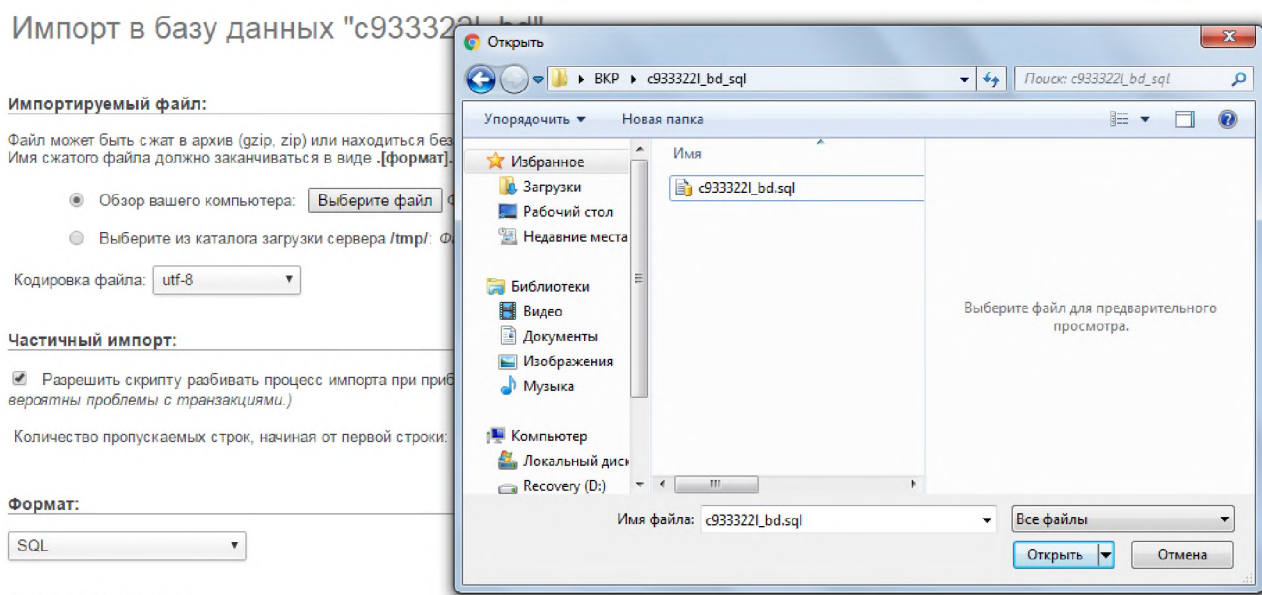 Импорт в базу данных "c933322l_bd"
Импортируемый файл:
Файл может быть сжат в архив (gzip, zip) или находиться без
Имя сжатого файла должно заканчиваться в виде .[формат].
Обзор вашего компьютера: Выберите файл
Выберите из каталога загрузки сервера /tmp/:
Кодировка файла: utf-8
Частичный импорт:
Разрешить скрипту разбивать процесс импорта при
вероятны проблемы с транзакциями.)
Количество пропускаемых строк, начиная от первой строки:
Формат:
SQL
Открыть
BKP c933322l_bd_sql
Поиск: c933322l_bd_sql
Упорядочить Новая папка
Избранное
Загрузки
Рабочий стол
Недавние места
Библиотеки
Видео
Документы
Изображения
Музыка
Компьютер
Локальный диск
Recovery (D:)
Имя
c933322l_bd.sql
Выберите файл для предварительного
просмотра.
Имя файла: c933322l_bd.sql
Все файлы
Открыть Отмена